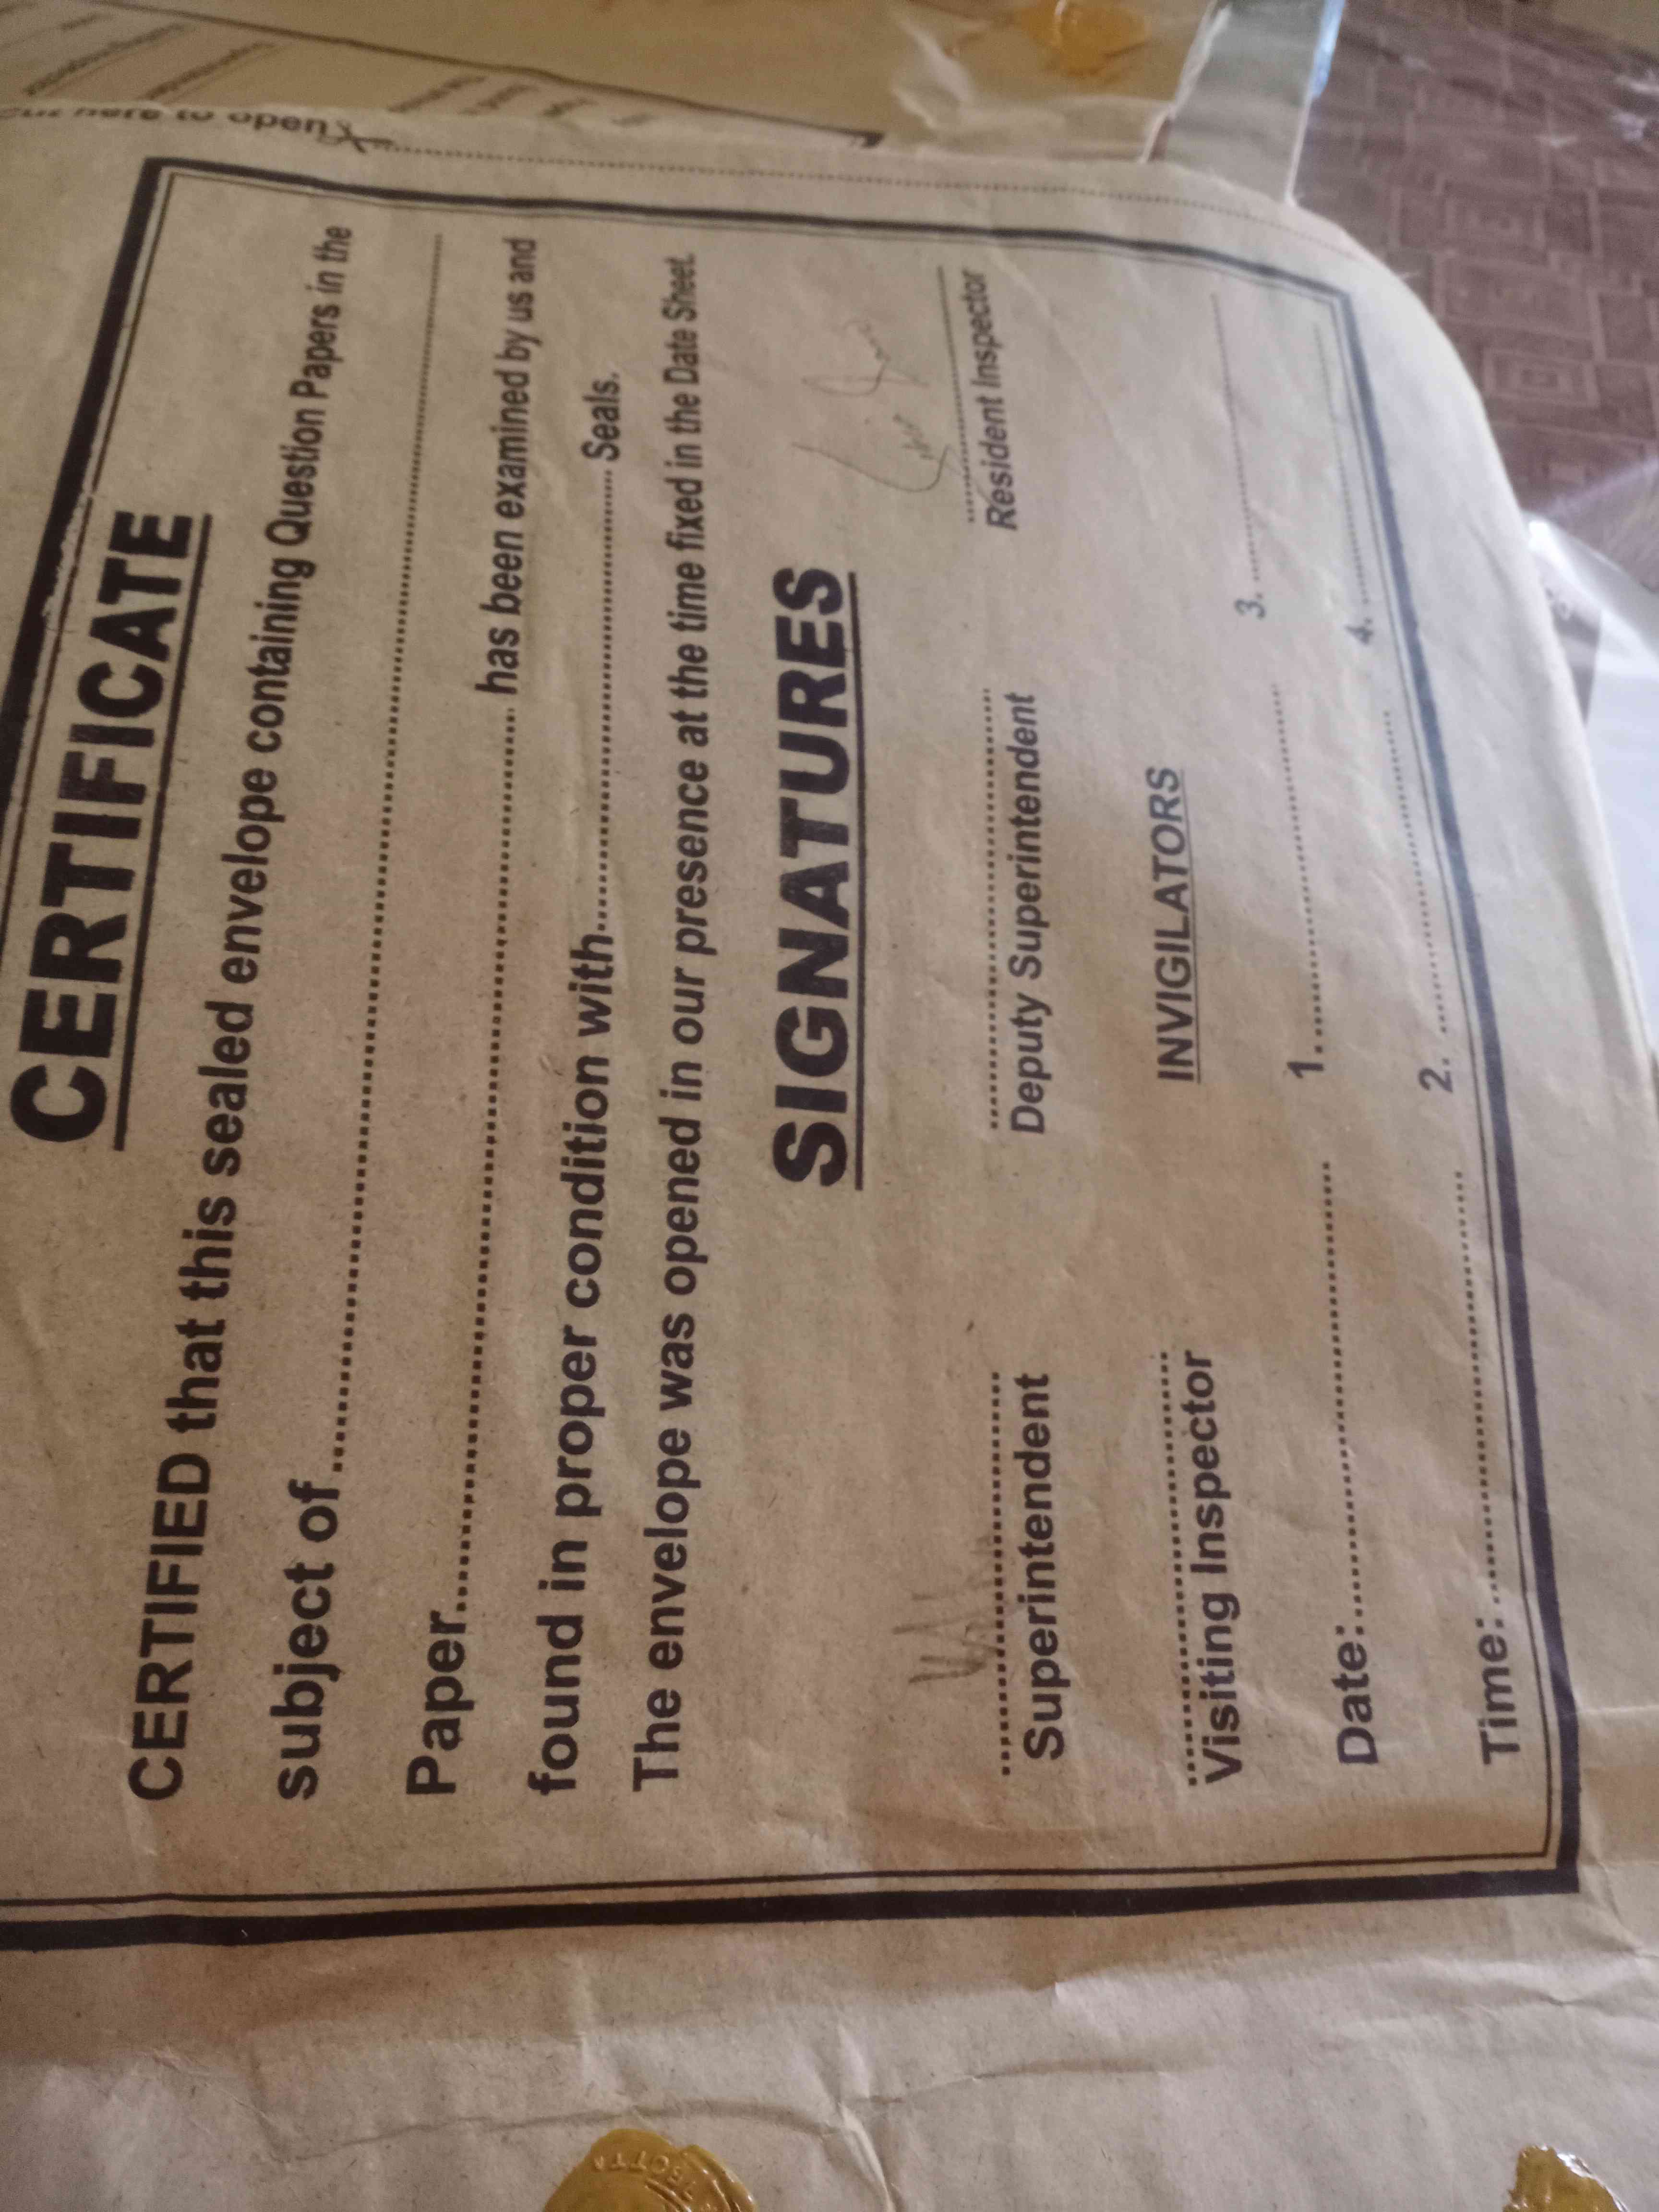 to open
CERTIFICATE
CERTIFIED that this sealed envelope containing Question Papers in the
subject of........................................................................
Paper........................................ has been examined by us and
found in proper condition with........................................ Seals.
The envelope was opened in our presence at the time fixed in the Date Sheet.
SIGNATURES
Superintendent
Deputy Superintendent
Resident Inspector
Visiting Inspector
INVIGILATORS
Date:........................
1........................
3. ........................
Time:........................
2. ........................
4. ........................